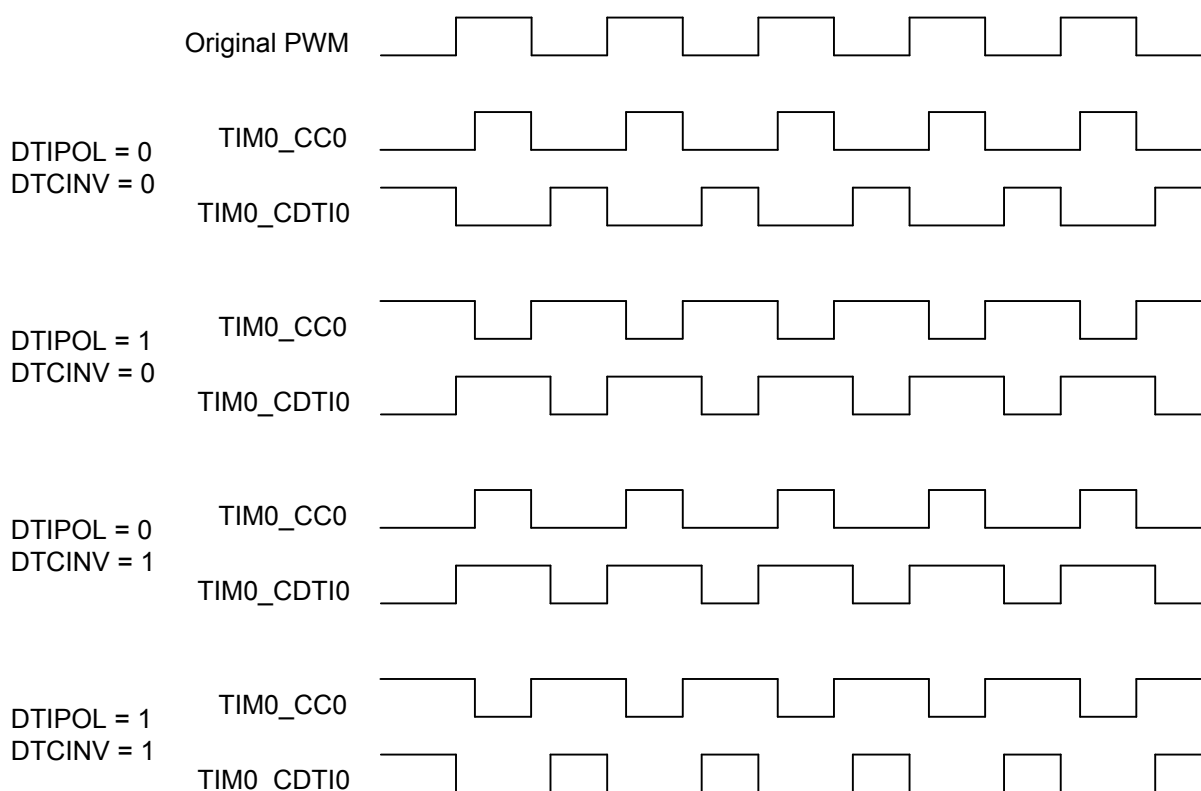 Original PWM
DTIPOL = 0
DTCINV = 0
TIM0_CC0
TIM0_CDTI0
DTIPOL = 1
DTCINV = 0
TIM0_CC0
TIM0_CDTI0
DTIPOL = 0
DTCINV = 1
TIM0_CC0
TIM0_CDTI0
DTIPOL = 1
DTCINV = 1
TIM0_CC0
TIM0_CDTI0